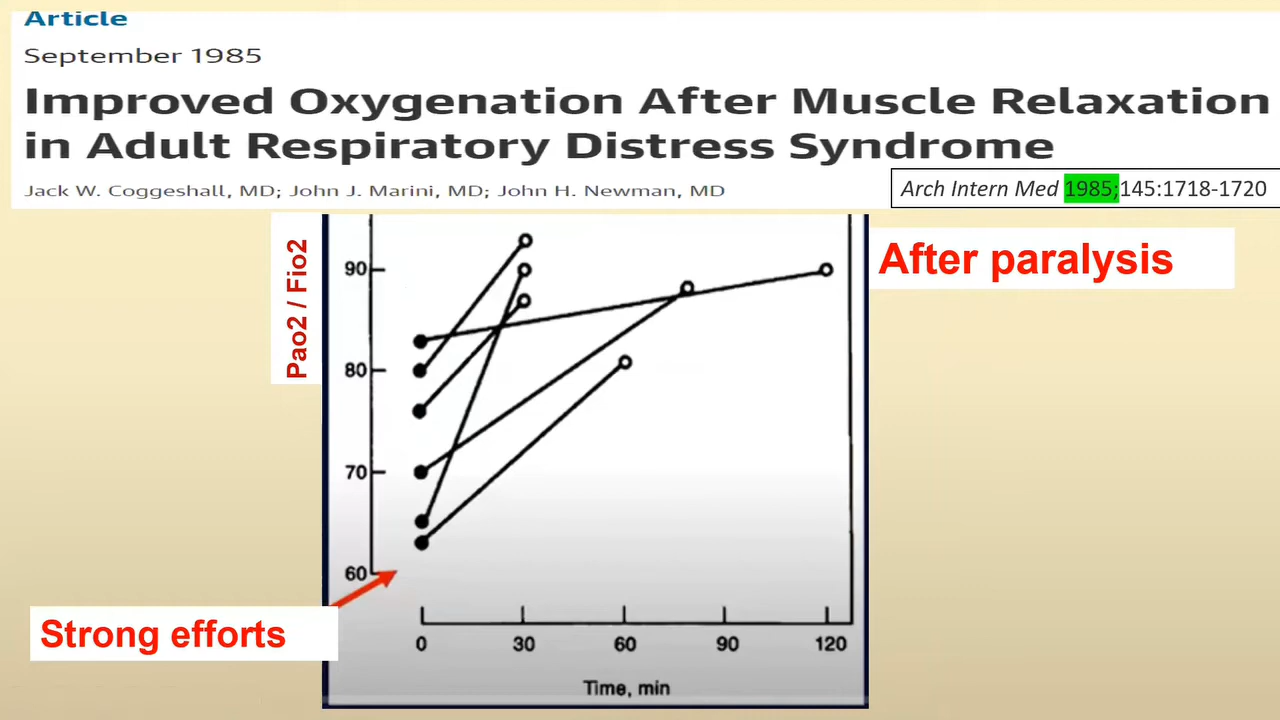 Article
September 1985
Improved Oxygenation After Muscle Relaxation
in Adult Respiratory Distress Syndrome
Jack W. Coggeshall, MD; John J. Marini, MD; John H. Newman, MD
Arch Intern Med 1985;145:1718-1720
After paralysis
Pao2 / Fio2
90
80
70
60
Strong efforts
0 30 60 90 120
Time, min